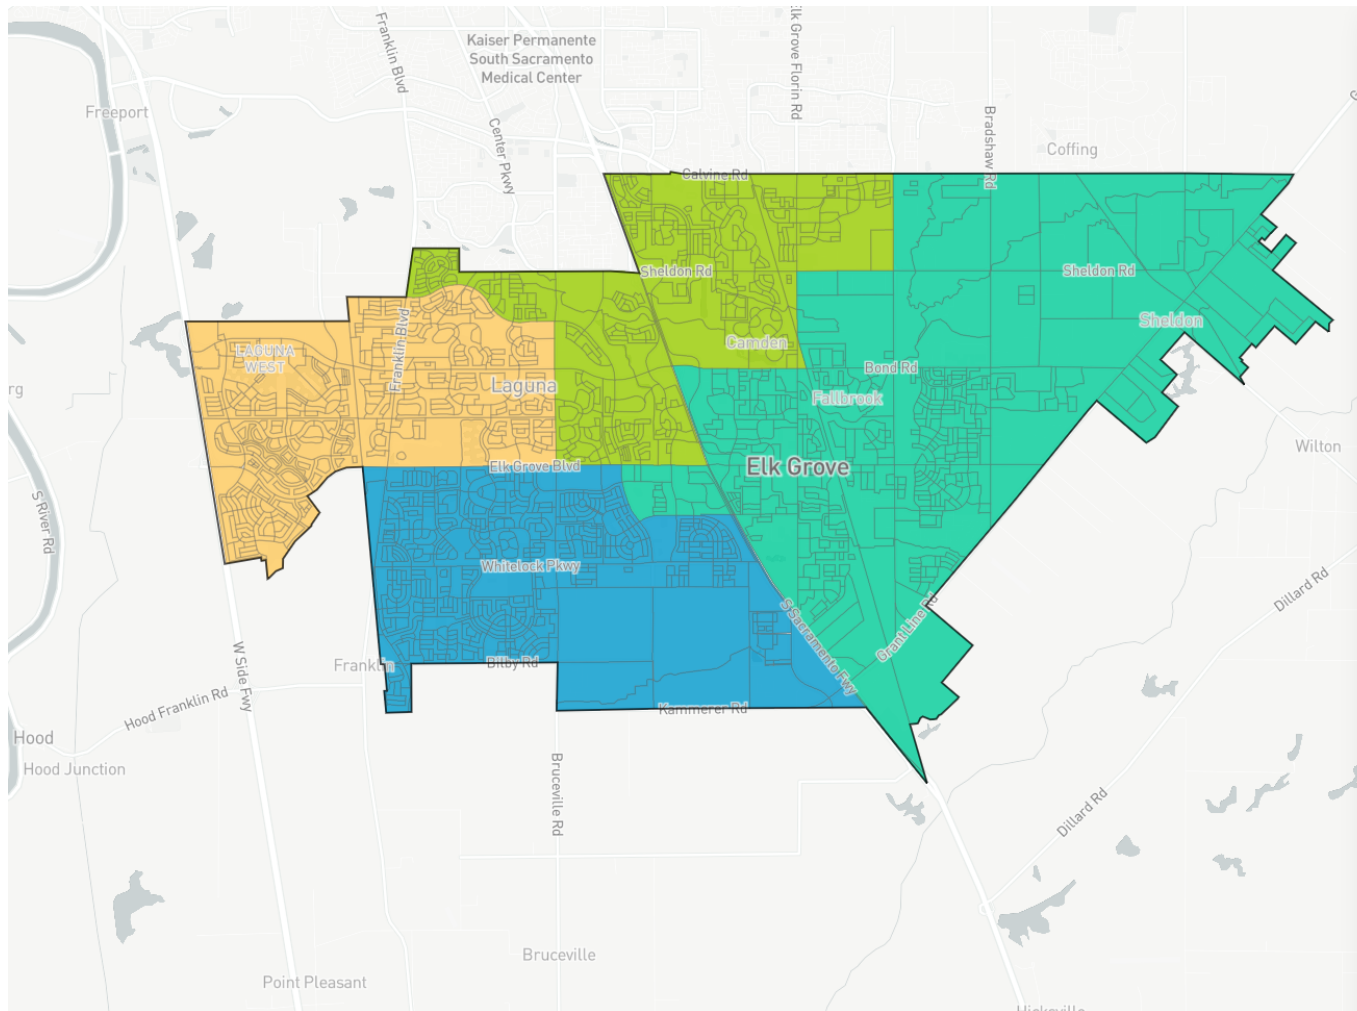 Kaiser Permanente
South Sacramento
Medical Center
Franklin Blvd
Elk Grove Florin Rd
Freeport
Center Pkwy
Bradshaw Rd
Coffing
Calvine Rd
Sheldon Rd
Sheldon Rd
Sheldon
Camden
LAGUNA
WEST
Franklin Blvd
Laguna
Bond Rd
Fallbrook
rg
Elk Grove Blvd
Elk Grove
Wilton
S River Rd
Whitelock Pkwy
Dillard Rd
S Sacramento Fwy
Grant Line Rd
W Side Fwy
Franklin
Bilby Rd
Hood Franklin Rd
Kammerer Rd
Hood
Hood Junction
Bruceville Rd
Dillard Rd
Bruceville
Point Pleasant